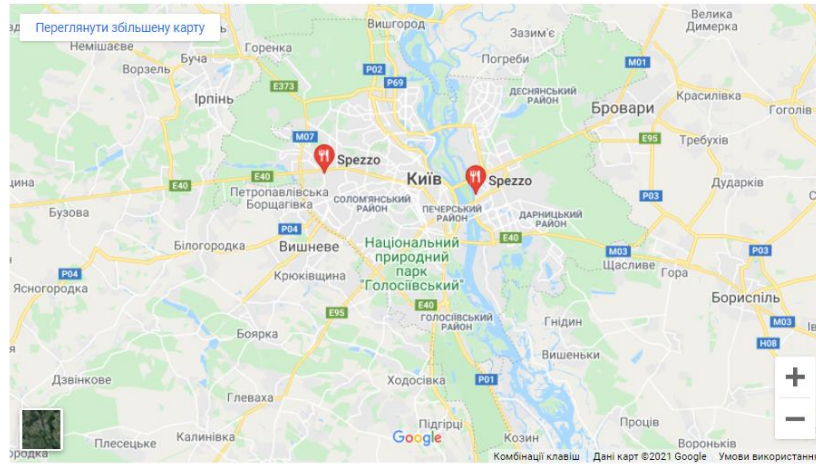 Переглянути збільшену карту
Вишгород
Велика
Димерка
Зазим'є
Немішаєве
Буча
Горенка
Погреби
Ворзель
P02
M01
P69
E373
ДЕСНЯНСЬКИЙ
РАЙОН
Красилівка
Ірпінь
Бровари
Гоголів
M07
E95
Требухів
Spezzo
E40
Київ
Spezzo
E40
Петропавлівська
Борщагівка
СОЛОМ'ЯНСЬКИЙ
РАЙОН
ПЕЧЕРСЬКИЙ
РАЙОН
P03
Дударків
Бузова
ДАРНИЦЬКИЙ
РАЙОН
P04
E40
Білогородка
Вишневе
Національний
природний
парк
"Голосіївський"
M03
P03
Щасливе
Гора
P04
Ясногородка
Крюківщина
Бориспіль
E40
E95
ГОЛОСІЇВСЬКИЙ
РАЙОН
Гнідин
M03
Боярка
H08
Вишеньки
Дзвінкове
Ходосівка
P01
Глеваха
Підгірці
Проців
Плесецьке
Калинівка
Google
Козин
Вороньків
Комбінації клавіш
Дані карт ©2021 Google
Умови використання